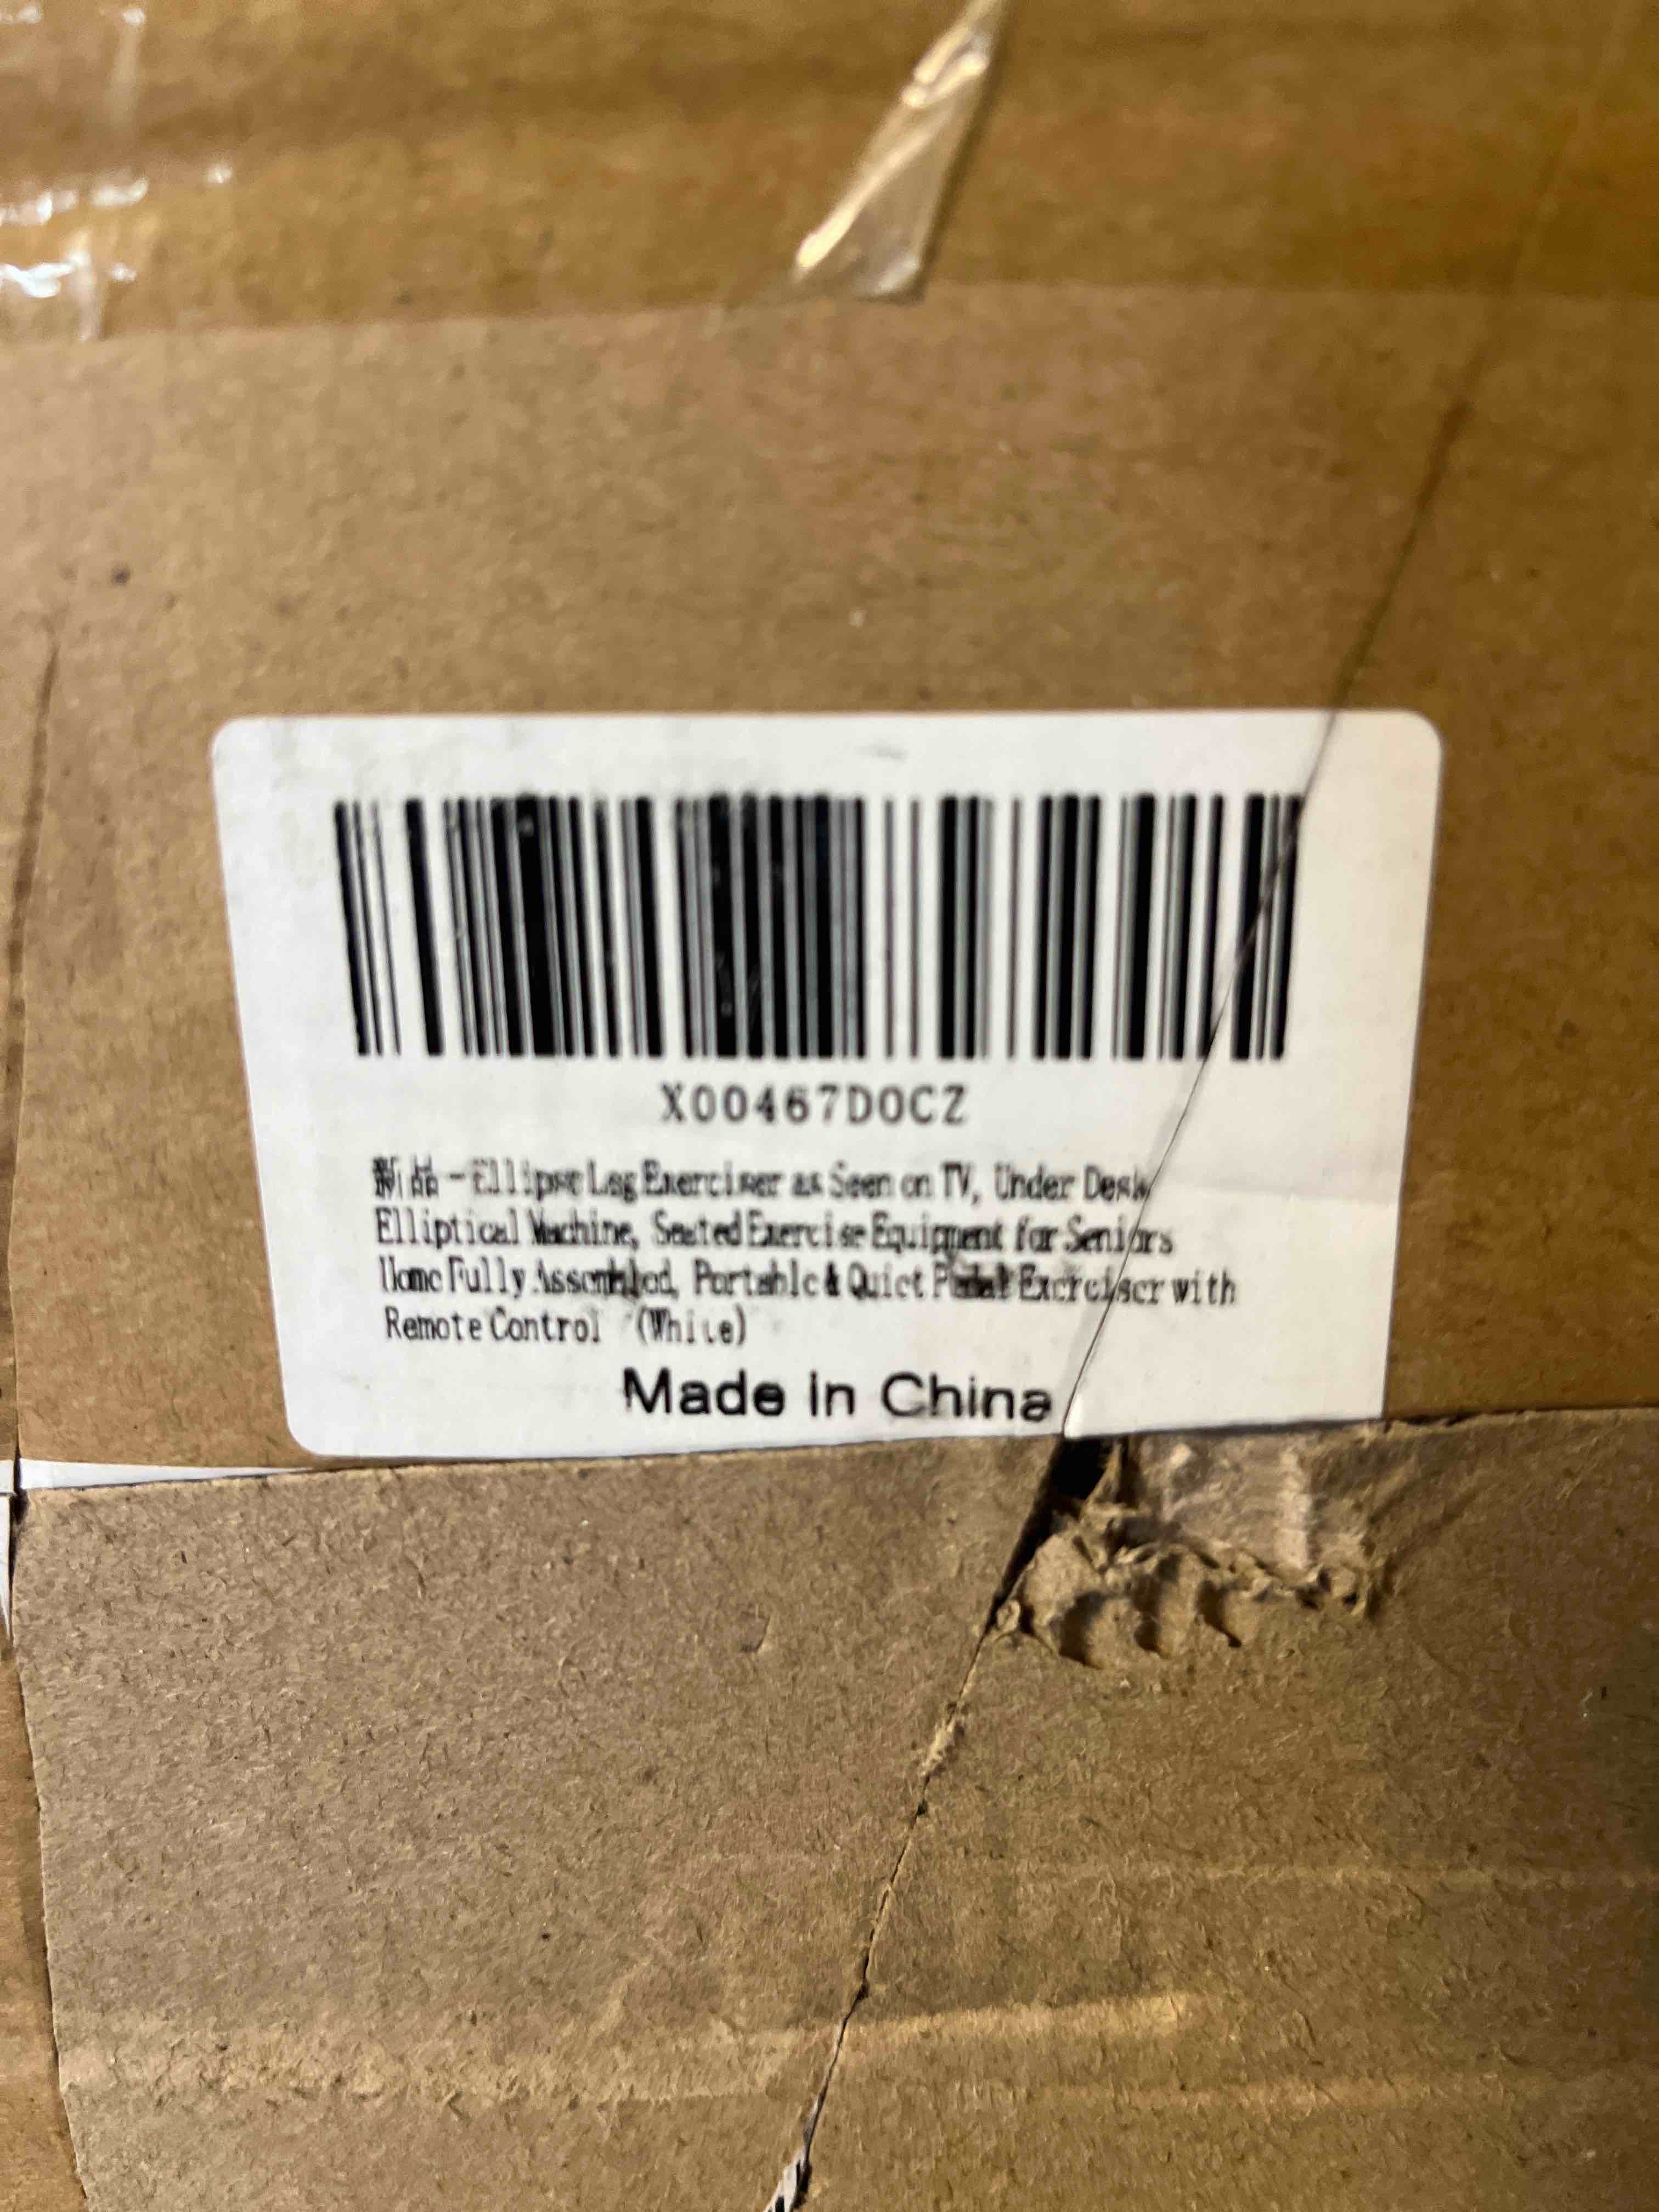 X00467D0CZ
新品 - Ellipse Leg Exerciser as Seen on TV, Under Desk
Elliptical Machine, Seated Exercise Equipment for Seniors
Home Fully Assembled, Portable & Quiet Pedal Exerciser with
Remote Control (White)
Made in China